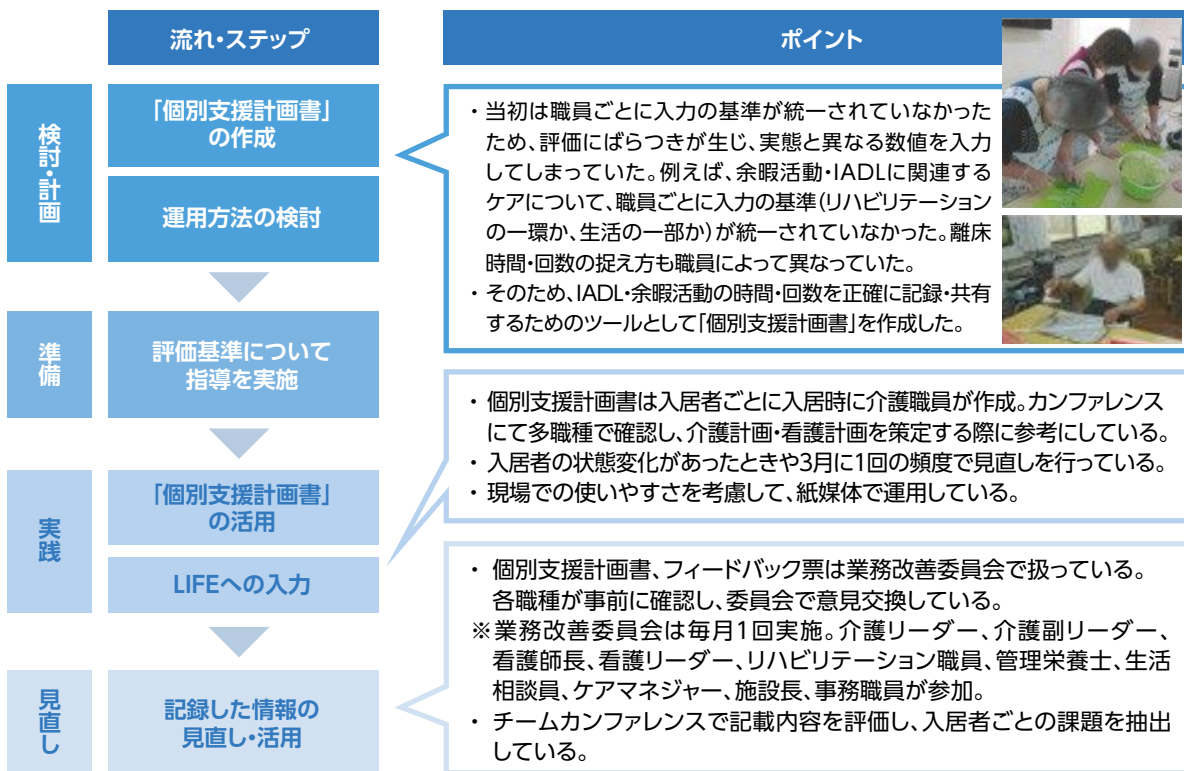 流れ・ステップ
ポイント
検討・計画
「個別支援計画書」
の作成
運用方法の検討
・当初は職員ごとに入力の基準が統一されていなかった
ため、評価にばらつきが生じ、実態と異なる数値を入力
してしまっていた。例えば、余暇活動・IADLに関連する
ケアについて、職員ごとに入力の基準(リハビリテーション
の一環か、生活の一部か)が統一されていなかった。離床
時間・回数の捉え方も職員によって異なっていた。
・そのため、IADL・余暇活動の時間・回数を正確に記録・共有
するためのツールとして「個別支援計画書」を作成した。
準備
評価基準について
指導を実施
・個別支援計画書は入居者ごとに入居時に介護職員が作成。カンファレンス
にて多職種で確認し、介護計画・看護計画を策定する際に参考にしている。
・入居者の状態変化があったときや3月に1回の頻度で見直しを行っている。
・現場での使いやすさを考慮して、紙媒体で運用している。
実践
「個別支援計画書」
の活用
LIFEへの入力
・個別支援計画書、フィードバック票は業務改善委員会で扱っている。
各職種が事前に確認し、委員会で意見交換している。
※業務改善委員会は毎月1回実施。介護リーダー、介護副リーダー、
看護師長、看護リーダー、リハビリテーション職員、管理栄養士、生活
相談員、ケアマネジャー、施設長、事務職員が参加。
・チームカンファレンスで記載内容を評価し、入居者ごとの課題を抽出
している。
見直し
記録した情報の
見直し・活用